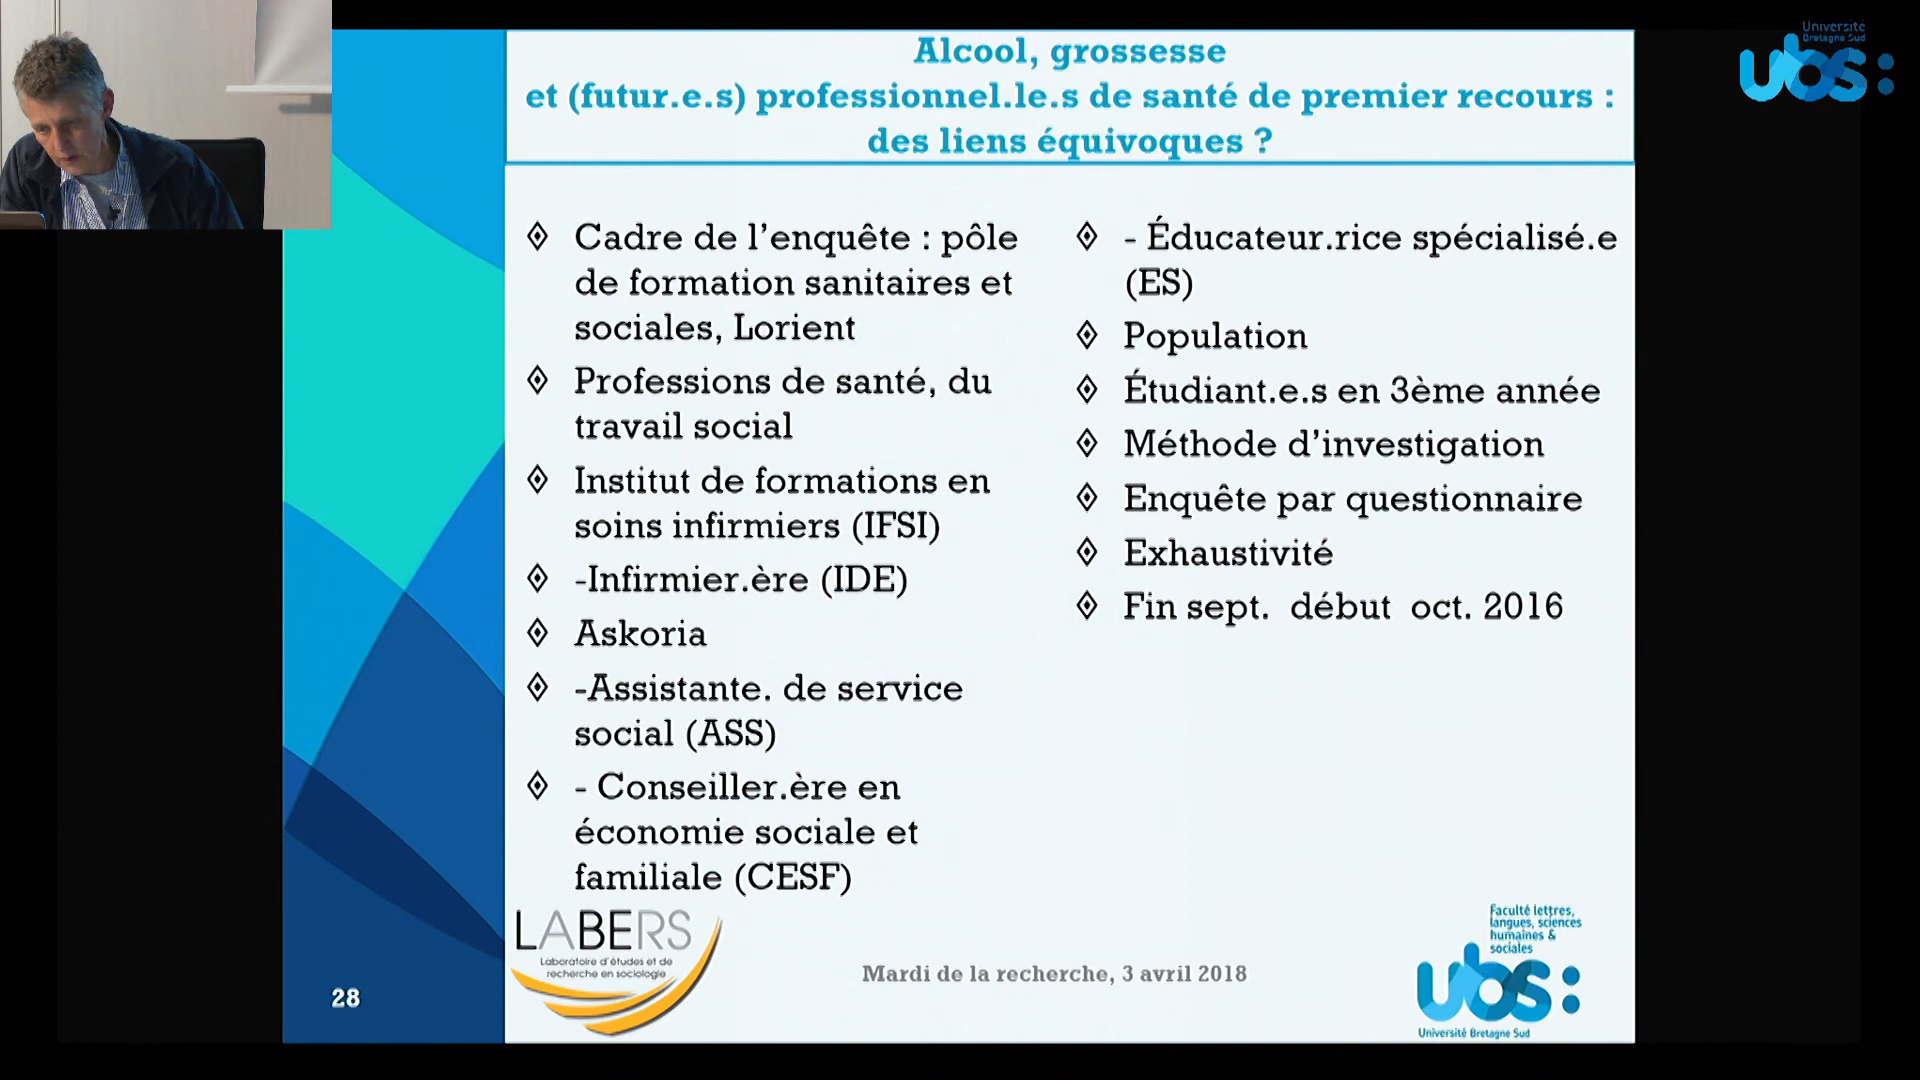 Alcool, grossesse
et (futur.e.s) professionnel.le.s de santé de premier recours :
des liens équivoques ?
Cadre de l’enquête : pôle
de formation sanitaires et
sociales, Lorient
Professions de santé, du
travail social
Institut de formations en
soins infirmiers (IFSI)
-Infirmier.ère (IDE)
Askoria
-Assistante. de service
social (ASS)
- Conseiller.ère en
économie sociale et
familiale (CESF)
- Éducateur.rice spécialisé.e
(ES)
Population
Étudiant.e.s en 3ème année
Méthode d’investigation
Enquête par questionnaire
Exhaustivité
Fin sept. début oct. 2016
LABERS
Laboratoire d'études et de
recherche en sociologie
28
Mardi de la recherche, 3 avril 2018
Faculté lettres,
langues, sciences
humaines &
sociales
ubs:
Université Bretagne Sud
Université
Bretagne Sud
ubs: